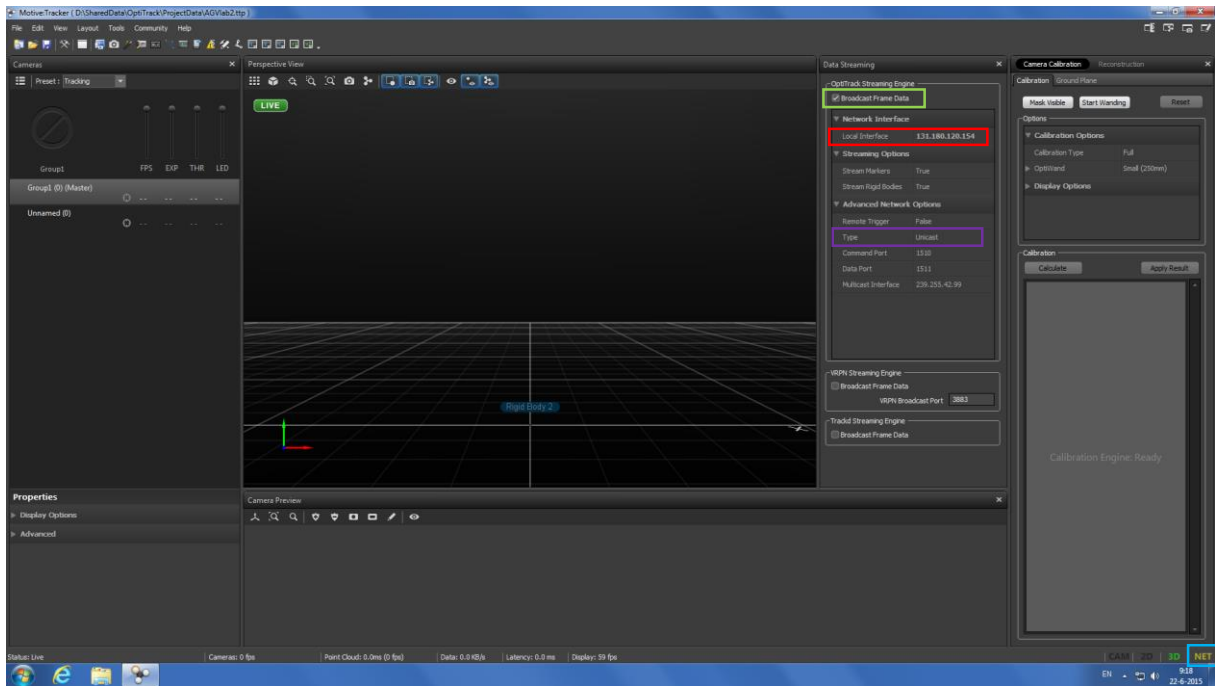 Motive:Tracker ( D:\SharedData\OptiTrack\ProjectData\AGVlab2.ttp )
File Edit View Layout Tools Community Help
Cameras
Preset : Tracking
Group1
FPS EXP THR LED
Group1 (0) (Master)
-- -- -- --
Unnamed (0)
-- -- -- --
Properties
Display Options
Advanced
Perspective View
LIVE
Rigid Body 2
Camera Preview
Data Streaming
OptiTrack Streaming Engine
Broadcast Frame Data
Network Interface
Local Interface 131.180.120.154
Streaming Options
Stream Markers True
Stream Rigid Bodies True
Advanced Network Options
Remote Trigger False
Type Unicast
Command Port 1510
Data Port 1511
Multicast Interface 239.255.42.99
VRPN Streaming Engine
Broadcast Frame Data
VRPN Broadcast Port 3883
Trackd Streaming Engine
Broadcast Frame Data
Camera Calibration Reconstruction
Calibration Ground Plane
Mask Visible Start Wanding Reset
Options
Calibration Options
Calibration Type Full
OptiWand Small (250mm)
Display Options
Calibration
Calculate Apply Result
Calibration Engine: Ready
Status: Live Cameras: 0 fps Point Cloud: 0.0ms (0 fps) Data: 0.0 KB/s Latency: 0.0 ms Display: 59 fps CAM 2D 3D NET
EN 9:18
22-6-2015